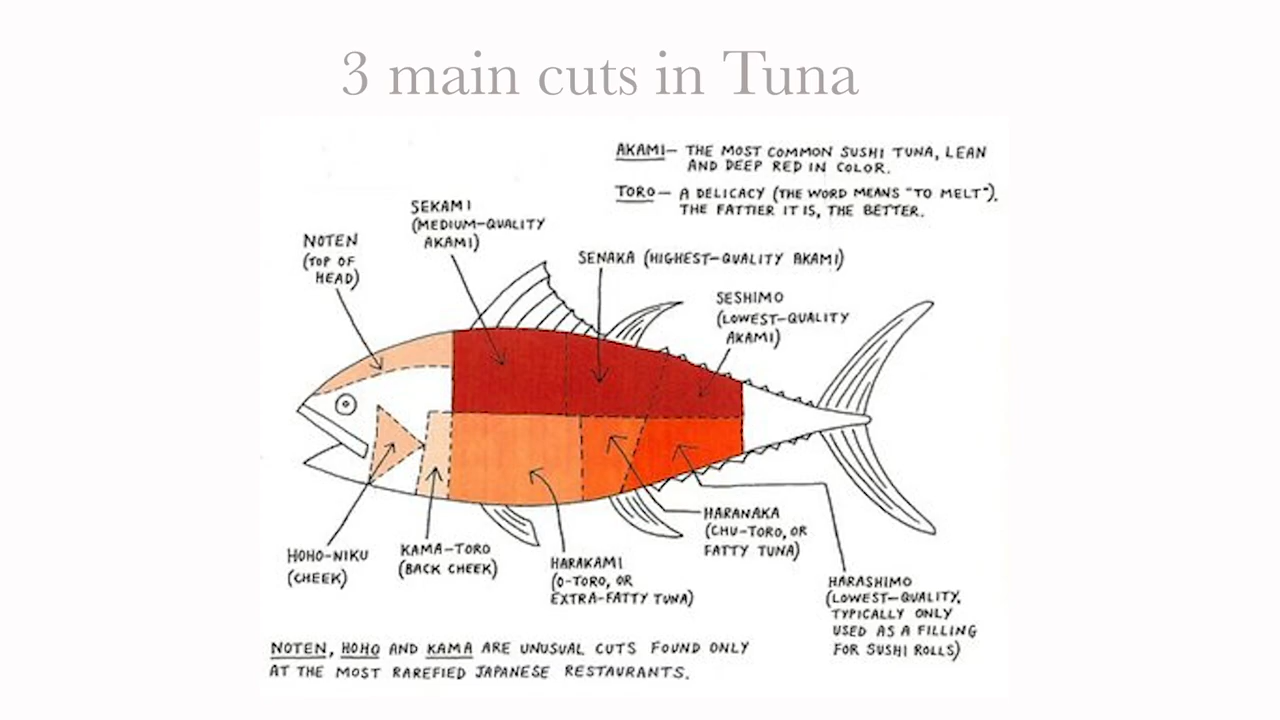 3 main cuts in Tuna
AKAMI— THE MOST COMMON SUSHI TUNA, LEAN
AND DEEP RED IN COLOR.
TORO— A DELICACY (THE WORD MEANS "TO MELT").
THE FATTIER IT IS, THE BETTER.
SEKAMI
(MEDIUM-QUALITY
AKAMI)
NOTEN
(TOP OF
HEAD)
SENAKA (HIGHEST-QUALITY AKAMI)
SESHIMO
(LOWEST-QUALITY
AKAMI)
HOHO-NIKU
(CHEEK)
KAMA-TORO
(BACK CHEEK)
HARAKAMI
(O-TORO, OR
EXTRA-FATTY TUNA)
HARANAKA
(CHU-TORO, OR
FATTY TUNA)
HARASHIMO
(LOWEST-QUALITY,
TYPICALLY ONLY
USED AS A FILLING
FOR SUSHI ROLLS)
NOTEN, HOHO AND KAMA ARE UNUSUAL CUTS FOUND ONLY
AT THE MOST RAREFIED JAPANESE RESTAURANTS.